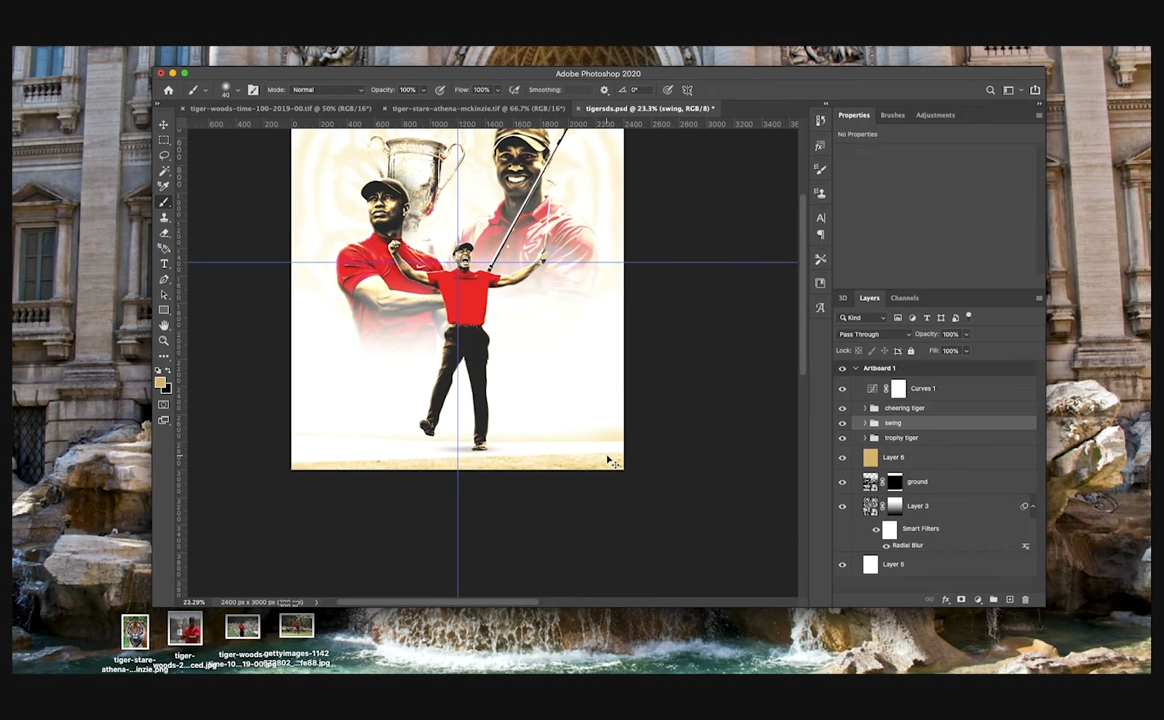 Adobe Photoshop 2020
40 Mode: Normal Opacity: 100% Flow: 100% Smoothing: 0°
× tiger-woods-time-100-2019-00.tif @ 50% (RGB/16*) × tiger-stare-athena-mckinzie.tif @ 66.7% (RGB/16*) × tigersds.psd @ 23.3% (swing, RGB/8) *
600 400 200 0 200 400 600 800 1000 1200 1400 1600 1800 2000 2200 2400 2600 2800 3000 3200 3400
Properties Brushes Adjustments
No Properties
3D Layers Channels
Kind
Pass Through Opacity: 100%
Lock: Fill: 100%
Artboard 1
Curves 1
cheering tiger
swing
trophy tiger
Layer 6
ground
Layer 3
Smart Filters
Radial Blur
Layer 5
23.29% 2400 px x 3000 px
tiger-stare-
athena-...inzie.png
tiger-
woods-2...ced.jpg
tiger-woods-
time-10...19-00.jpg
gettyimages-1142